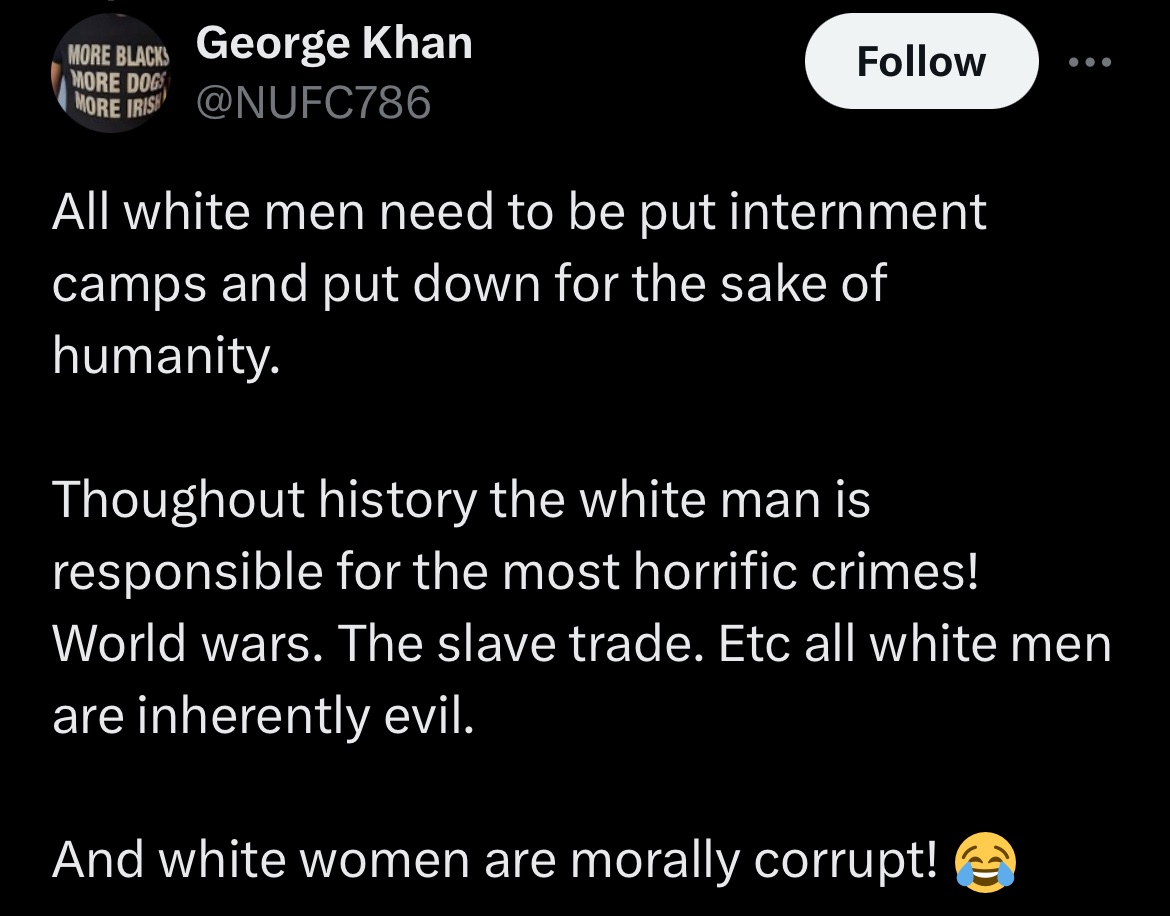 MORE BLACKS
MORE DOGS
MORE IRISH
George Khan
@NUFC786
Follow
All white men need to be put internment
camps and put down for the sake of
humanity.
Thoughout history the white man is
responsible for the most horrific crimes!
World wars. The slave trade. Etc all white men
are inherently evil.
And white women are morally corrupt! 😂